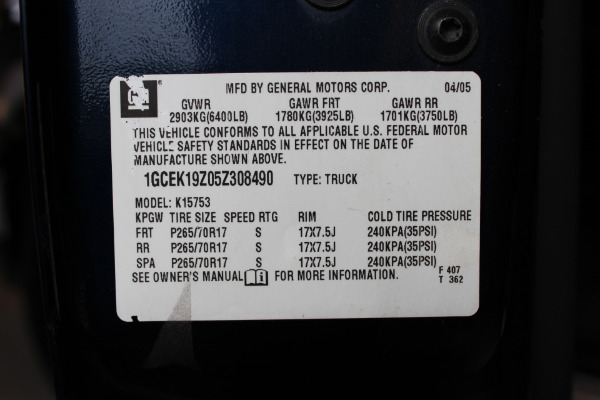 GM
MFD BY GENERAL MOTORS CORP. 04/05
GVWR GAWR FRT GAWR RR
2903KG(6400LB) 1780KG(3925LB) 1701KG(3750LB)
THIS VEHICLE CONFORMS TO ALL APPLICABLE U.S. FEDERAL MOTOR
VEHICLE SAFETY STANDARDS IN EFFECT ON THE DATE OF
MANUFACTURE SHOWN ABOVE.
1GCEK19Z05Z308490 TYPE: TRUCK
MODEL: K15753
KPGW TIRE SIZE SPEED RTG RIM COLD TIRE PRESSURE
FRT P265/70R17 S 17X7.5J 240KPA(35PSI)
RR P265/70R17 S 17X7.5J 240KPA(35PSI)
SPA P265/70R17 S 17X7.5J 240KPA(35PSI)
SEE OWNER'S MANUAL FOR MORE INFORMATION.
F 407
T 362